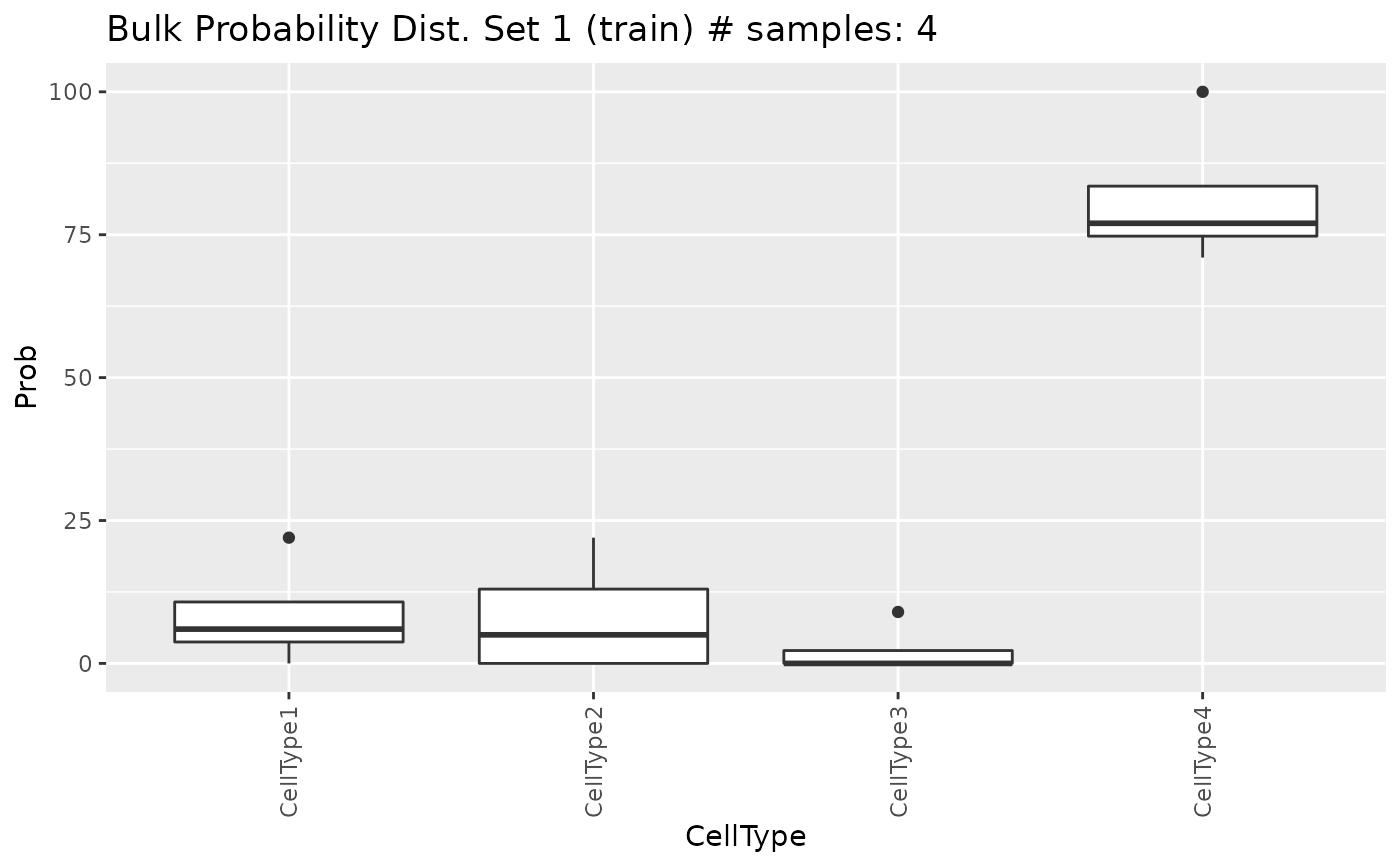 Bulk Probability Dist. Set 1 (train) # samples: 4
100
75
50
25
0
Prob
CellType1
CellType2
CellType3
CellType4
CellType